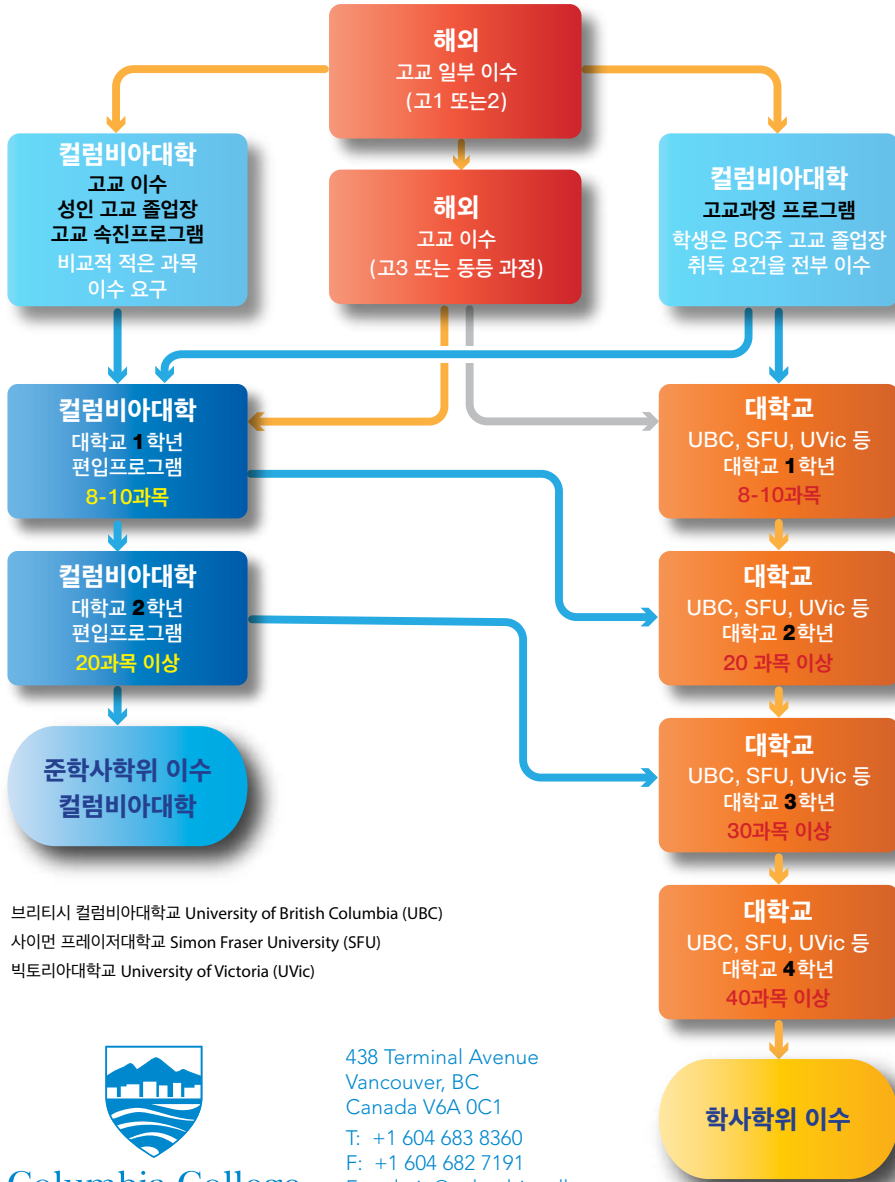 해외
고교 일부 이수
(고1 또는2)
컬럼비아대학
고교 이수
성인 고교 졸업장
고교 속진프로그램
비교적 적은 과목
이수 요구
해외
고교 이수
(고3 또는 동등 과정)
컬럼비아대학
고교과정 프로그램
학생은 BC주 고교 졸업장
취득 요건을 전부 이수
컬럼비아대학
대학교 1학년
편입프로그램
8-10과목
대학교
UBC, SFU, UVic 등
대학교 1학년
8-10과목
컬럼비아대학
대학교 2학년
편입프로그램
20과목 이상
대학교
UBC, SFU, UVic 등
대학교 2학년
20 과목 이상
준학사학위 이수
컬럼비아대학
대학교
UBC, SFU, UVic 등
대학교 3학년
30과목 이상
대학교
UBC, SFU, UVic 등
대학교 4학년
40과목 이상
학사학위 이수
브리티시 컬럼비아대학교 University of British Columbia (UBC)
사이먼 프레이저대학교 Simon Fraser University (SFU)
빅토리아대학교 University of Victoria (UVic)
Columbia College
438 Terminal Avenue
Vancouver, BC
Canada V6A 0C1
T: +1 604 683 8360
F: +1 604 682 7191